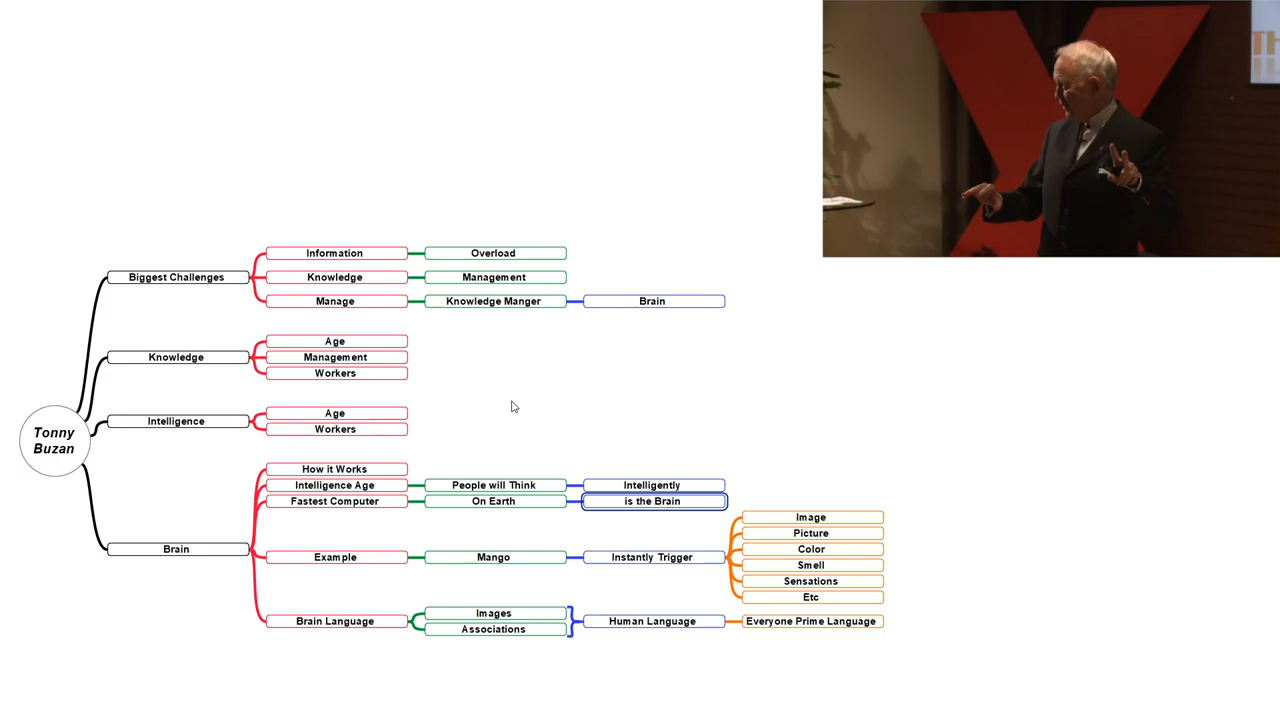 Tonny
Buzan
Biggest Challenges
Information
Overload
Knowledge
Management
Manage
Knowledge Manger
Brain
Knowledge
Age
Management
Workers
Intelligence
Age
Workers
Brain
How it Works
Intelligence Age
People will Think
Intelligently
Fastest Computer
On Earth
is the Brain
Example
Mango
Instantly Trigger
Image
Picture
Color
Smell
Sensations
Etc
Brain Language
Images
Associations
Human Language
Everyone Prime Language